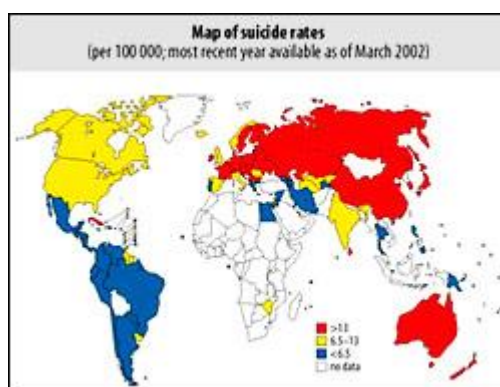 Map of suicide rates
(per 100 000; most recent year available as of March 2002)
>13
6.5–13
<6.5
no data